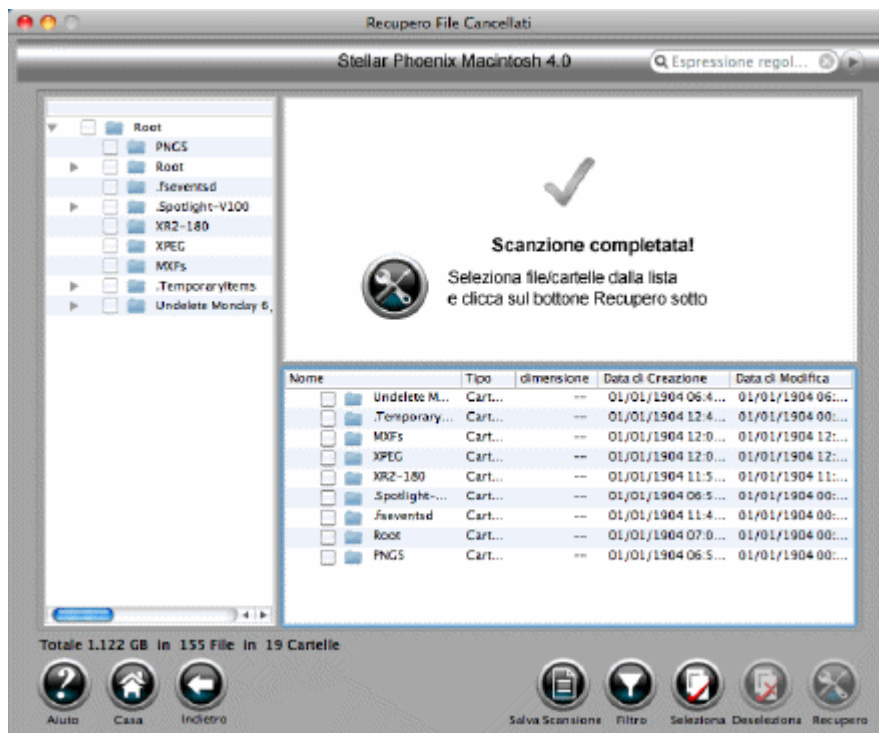 Recupero File Cancellati
Stellar Phoenix Macintosh 4.0
Espressione regol...
Root
PNGS
Root
.fseventsd
.Spotlight-V100
XR2-180
XPEG
MXFs
.TemporaryItems
Undelete Monday 6,
Scanzione completata!
Seleziona file/cartelle dalla lista
e clicca sul bottone Recupero sotto
Nome Tipo dimensione Data di Creazione Data di Modifica
Undelete M... Cart... -- 01/01/1904 06:4... 01/01/1904 06:...
.Temporary... Cart... -- 01/01/1904 12:4... 01/01/1904 00:...
MXFs Cart... -- 01/01/1904 12:0... 01/01/1904 12:...
XPEG Cart... -- 01/01/1904 12:0... 01/01/1904 12:...
XR2-180 Cart... -- 01/01/1904 11:5... 01/01/1904 11:...
.Spotlight-... Cart... -- 01/01/1904 06:5... 01/01/1904 00:...
.fseventsd Cart... -- 01/01/1904 11:4... 01/01/1904 00:...
Root Cart... -- 01/01/1904 07:0... 01/01/1904 00:...
PNGS Cart... -- 01/01/1904 06:5... 01/01/1904 00:...
Totale 1.122 GB in 155 File in 19 Cartelle
Aiuto Casa Indietro Salva Scansione Filtro Seleziona Deseleziona Recupero